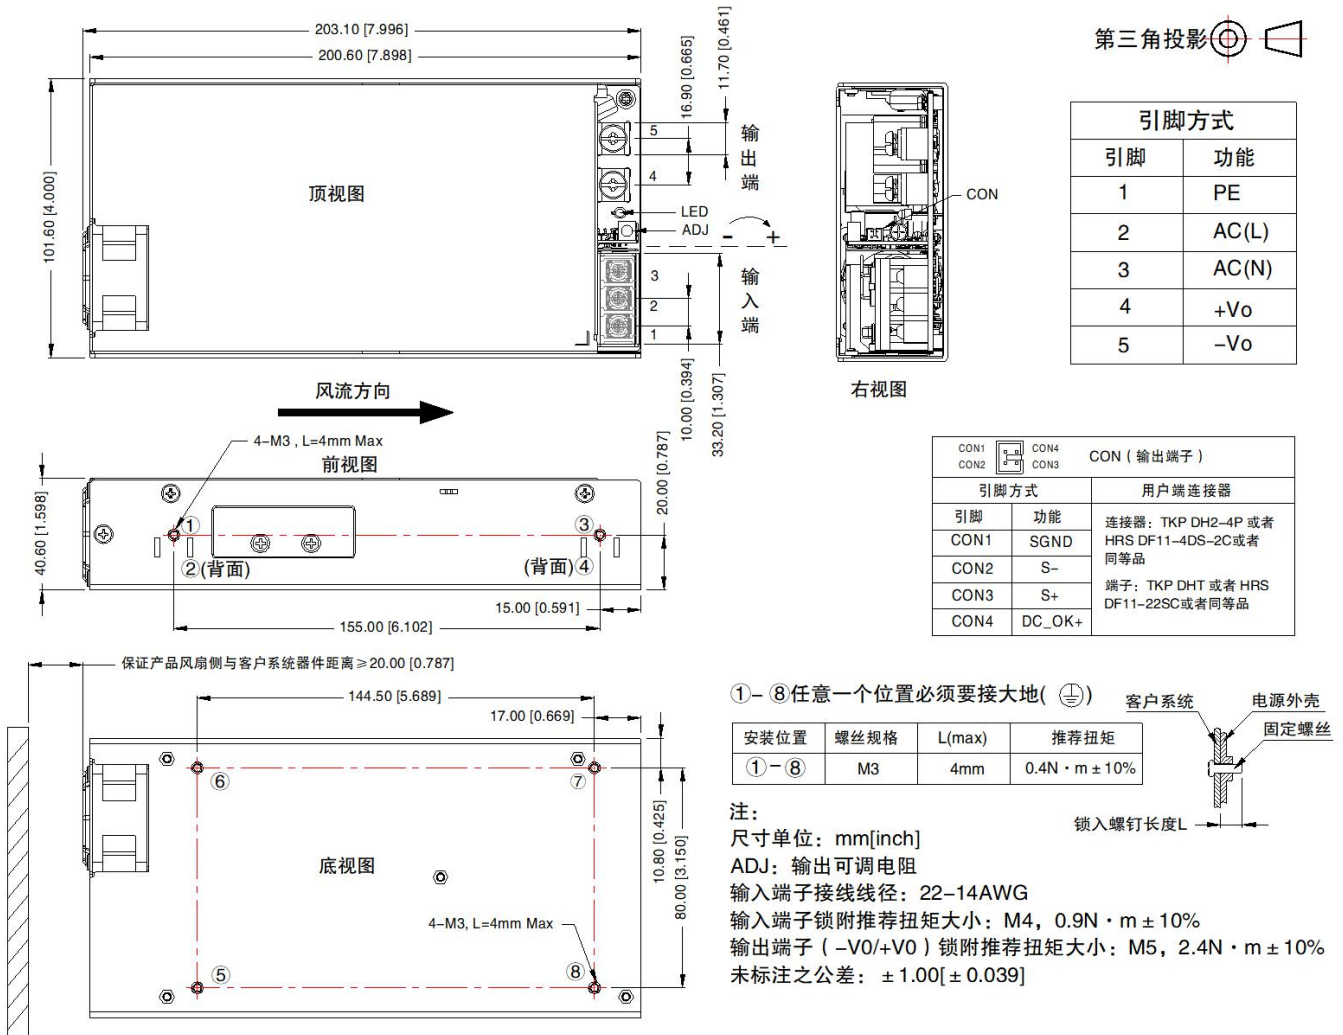 203.10 [7.996]
200.60 [7.898]
101.60 [4.000]
顶视图
16.90 [0.665]
11.70 [0.461]
5
4
输出端
LED
ADJ
- +
3
2
1
输入端
10.00 [0.394]
33.20 [1.307]
风流方向
CON
右视图
第三角投影
引脚方式
引脚 功能
1 PE
2 AC(L)
3 AC(N)
4 +Vo
5 -Vo
4-M3 , L=4mm Max
前视图
40.60 [1.598]
20.00 [0.787]
① ③
②(背面) (背面)④
15.00 [0.591]
155.00 [6.102]
CON1 CON4
CON2 CON3
CON（输出端子）
引脚方式 用户端连接器
引脚 功能
CON1 SGND
CON2 S-
CON3 S+
CON4 DC_OK+
连接器：TKP DH2-4P 或者
HRS DF11-4DS-2C或者
同等品
端子：TKP DHT 或者 HRS
DF11-22SC或者同等品
保证产品风扇侧与客户系统器件距离≥20.00 [0.787]
144.50 [5.689]
17.00 [0.669]
⑥ ⑦
底视图
10.80 [0.425]
80.00 [3.150]
4-M3, L=4mm Max
⑤ ⑧
①-⑧任意一个位置必须要接大地( )
安装位置 螺丝规格 L(max) 推荐扭矩
①-⑧ M3 4mm 0.4N·m±10%
客户系统
电源外壳
固定螺丝
锁入螺钉长度L
注：
尺寸单位：mm[inch]
ADJ：输出可调电阻
输入端子接线线径：22-14AWG
输入端子锁附推荐扭矩大小：M4，0.9N·m±10%
输出端子（-V0/+V0）锁附推荐扭矩大小：M5，2.4N·m±10%
未标注之公差：±1.00[±0.039]